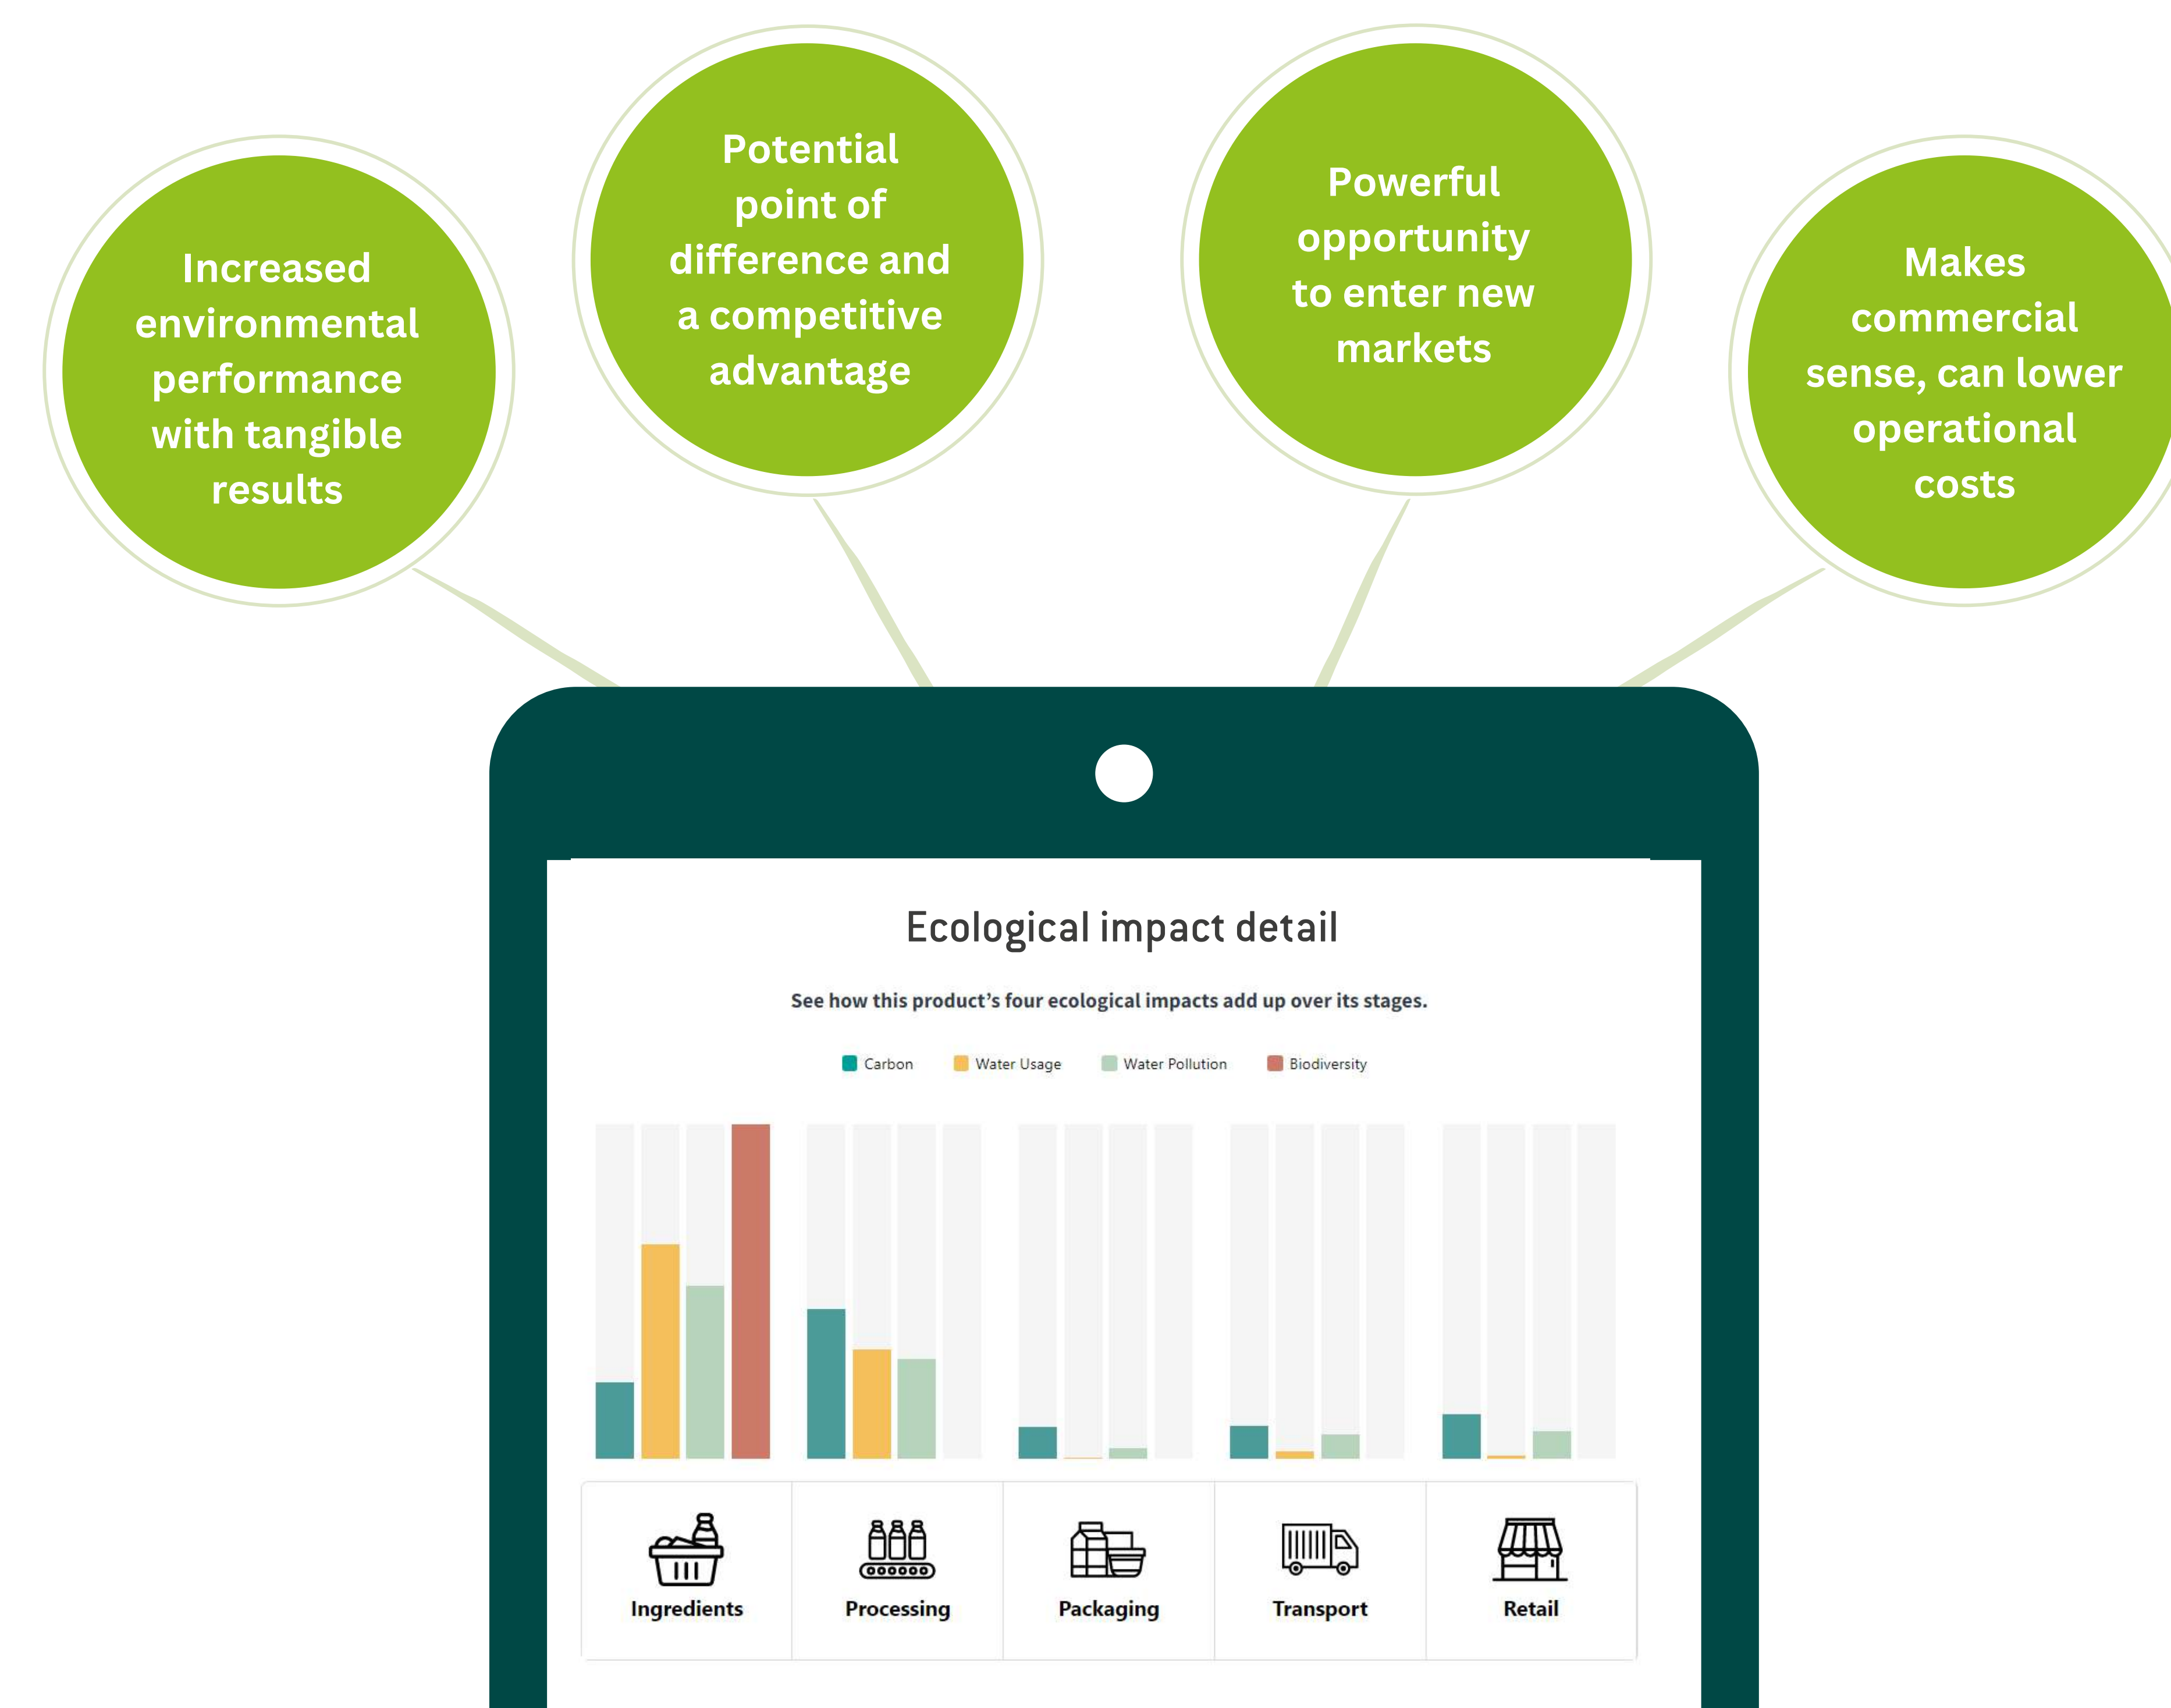 Increased
environmental
performance
with tangible
results
Potential
point of
difference and
a competitive
advantage
Powerful
opportunity
to enter new
markets
Makes
commercial
sense, can lower
operational
costs
Ecological impact detail
See how this product's four ecological impacts add up over its stages.
Carbon Water Usage Water Pollution Biodiversity
Ingredients Processing Packaging Transport Retail